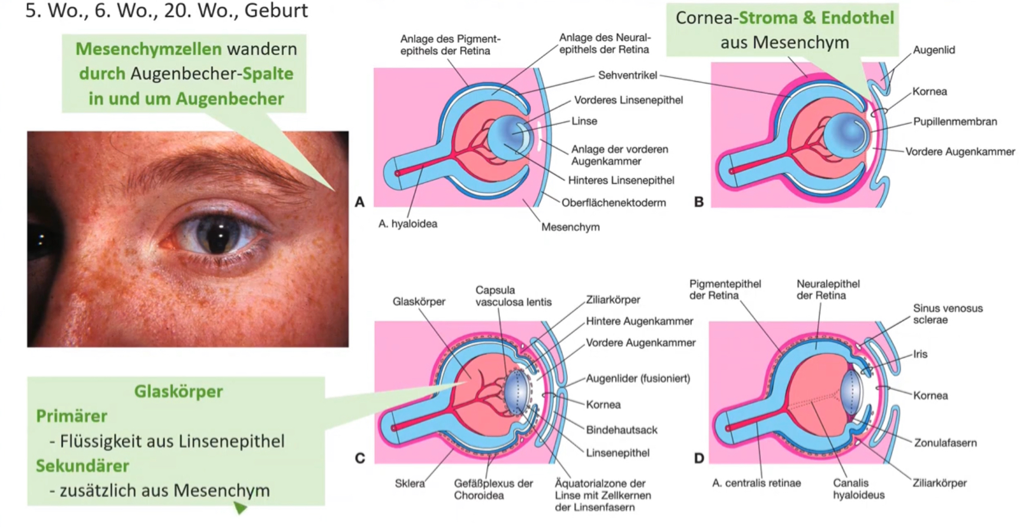 5. Wo., 6. Wo., 20. Wo., Geburt
Mesenchymzellen wandern
durch Augenbecher-Spalte
in und um Augenbecher
Cornea-Stroma & Endothel
aus Mesenchym
Anlage des Pigment-
epithels der Retina
Anlage des Neural-
epithels der Retina
Sehventrikel
Vorderes Linsenepithel
Linse
Anlage der vorderen
Augenkammer
Hinteres Linsenepithel
Oberflächenektoderm
Mesenchym
A. hyaloidea
A
Augenlid
Kornea
Pupillenmembran
Vordere Augenkammer
B
Glaskörper
Capsula
vasculosa lentis
Ziliarkörper
Hintere Augenkammer
Vordere Augenkammer
Augenlider (fusioniert)
Kornea
Bindehautsack
Linsenepithel
Äquatorialzone der
Linse mit Zellkernen
der Linsenfasern
Gefäßplexus der
Choroidea
Sklera
C
Pigmentepithel
der Retina
Neuralepithel
der Retina
Sinus venosus
sclerae
Iris
Kornea
Zonulafasern
Ziliarkörper
Canalis
hyaloideus
A. centralis retinae
D
Glaskörper
Primärer
- Flüssigkeit aus Linsenepithel
Sekundärer
- zusätzlich aus Mesenchym